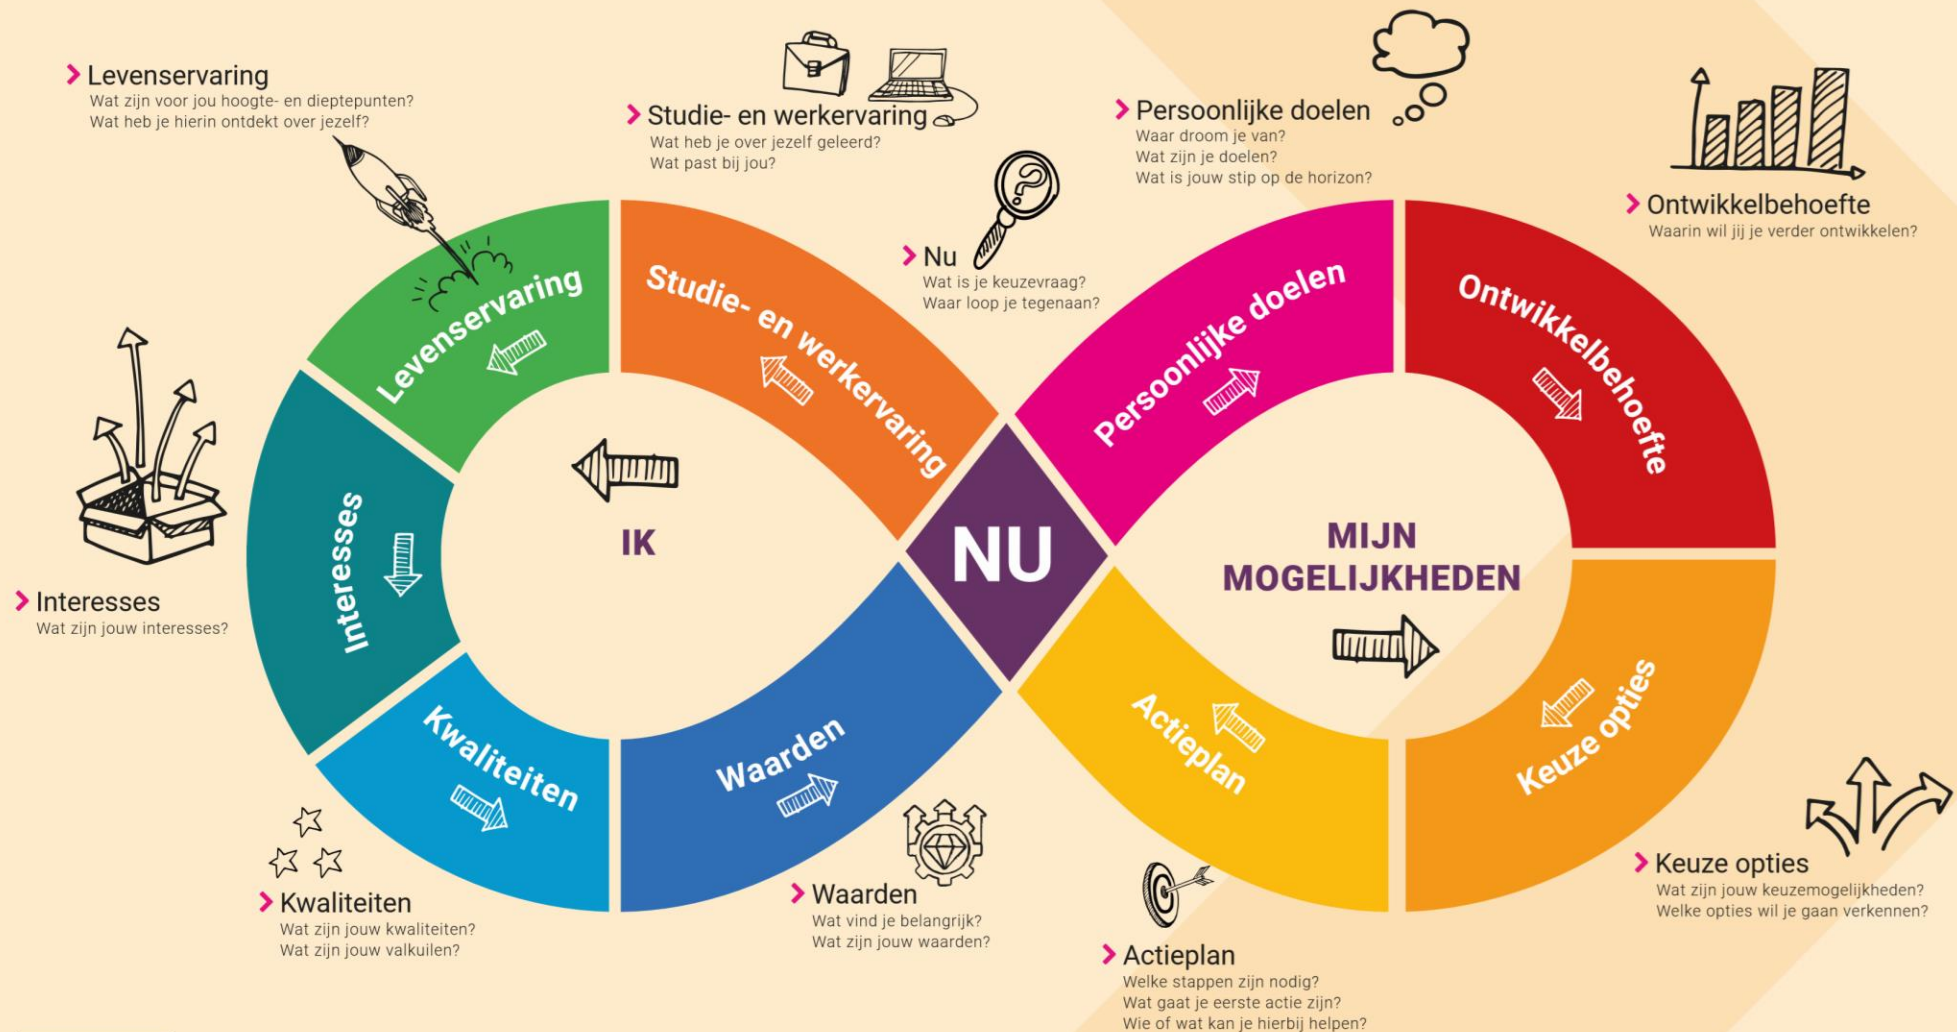 Levenservaring
Wat zijn voor jou hoogte- en dieptepunten?
Wat heb je hierin ontdekt over jezelf?
Studie- en werkervaring
Wat heb je over jezelf geleerd?
Wat past bij jou?
Nu
Wat is je keuzevraag?
Waar loop je tegenaan?
Persoonlijke doelen
Waar droom je van?
Wat zijn je doelen?
Wat is jouw stip op de horizon?
Ontwikkelbehoefte
Waarin wil jij je verder ontwikkelen?
Levenservaring
Studie- en werkervaring
Persoonlijke doelen
Ontwikkelbehoefte
Interesses
IK
NU
MIJN
MOGELIJKHEDEN
Interesses
Wat zijn jouw interesses?
Kwaliteiten
Waarden
Actieplan
Keuze opties
Kwaliteiten
Wat zijn jouw kwaliteiten?
Wat zijn jouw valkuilen?
Waarden
Wat vind je belangrijk?
Wat zijn jouw waarden?
Actieplan
Welke stappen zijn nodig?
Wat gaat je eerste actie zijn?
Wie of wat kan je hierbij helpen?
Keuze opties
Wat zijn jouw keuzemogelijkheden?
Welke opties wil je gaan verkennen?